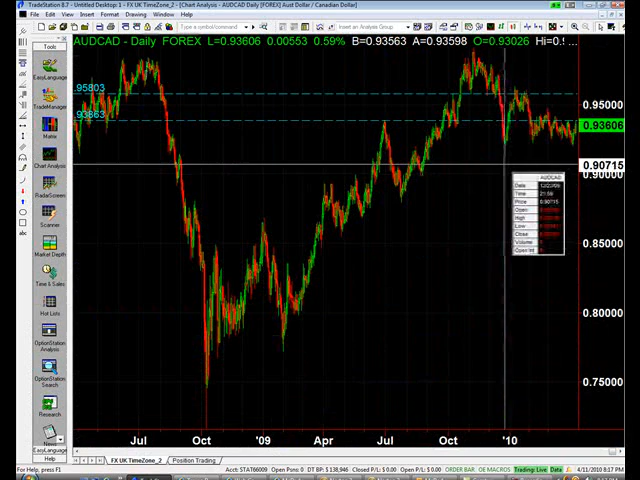 TradeStation 8.7 - Untitled Desktop: 1 - FX UK TimeZone_2 - [Chart Analysis - AUDCAD Daily [FOREX] Aust Dollar / Canadian Dollar]
File Edit View Insert Format Drawing Window Help
AUDCAD - Daily FOREX L=0.93606 0.00553 0.59% B=0.93563 A=0.93598 O=0.93026 Hi=0.9...
Tools
EasyLanguage
TradeManager
Matrix
Chart Analysis
RadarScreen
Scanner
Market Depth
Time & Sales
Hot Lists
OptionStation Analysis
OptionStation Search
Research
News
EasyLanguage
Help
.95803
.93863
0.95000
0.93606
0.90715
0.90000
0.85000
0.80000
0.75000
AUDCAD
Date
Time 21:59
Price 0.90715
Open
High
Low
Close
Volume
Open Int
Jul Oct '09 Apr Jul Oct '10
FX UK TimeZone_2 Position Trading
For Help, press F1 Acct: STAT66009 Open Pons: 0 DT BP: $ 138,946 Closed P/L: $ 0.00 Open P/L: $ 0.00 ORDER BAR OE MACROS Trading Live Data 4/11/2010 8:17 PM